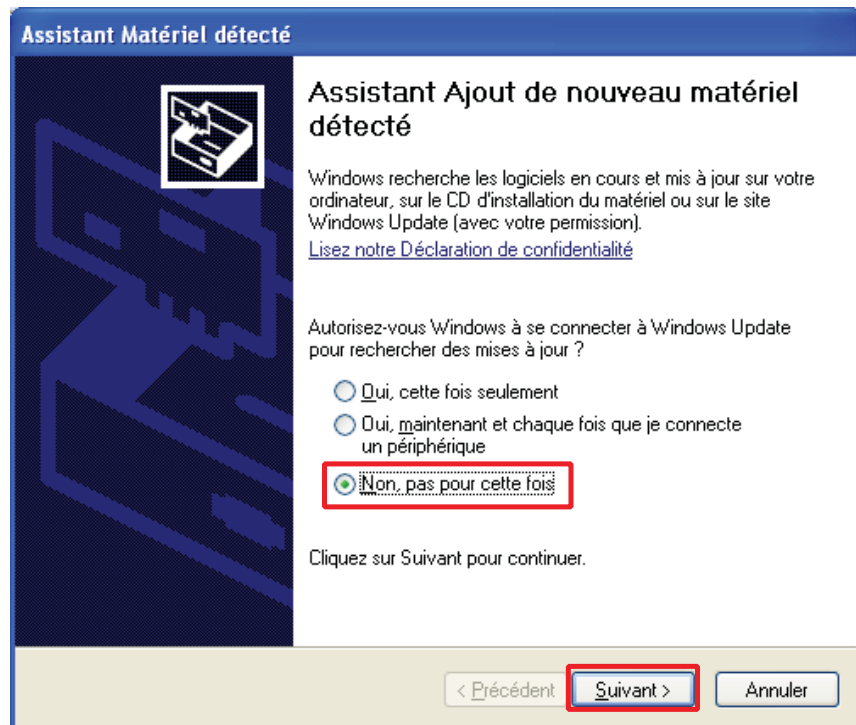 Assistant Matériel détecté
Assistant Ajout de nouveau matériel
détecté
Windows recherche les logiciels en cours et mis à jour sur votre
ordinateur, sur le CD d'installation du matériel ou sur le site
Windows Update (avec votre permission).
Lisez notre Déclaration de confidentialité
Autorisez-vous Windows à se connecter à Windows Update
pour rechercher des mises à jour ?
Oui, cette fois seulement
Oui, maintenant et chaque fois que je connecte
un périphérique
Non, pas pour cette fois
Cliquez sur Suivant pour continuer.
< Précédent
Suivant >
Annuler